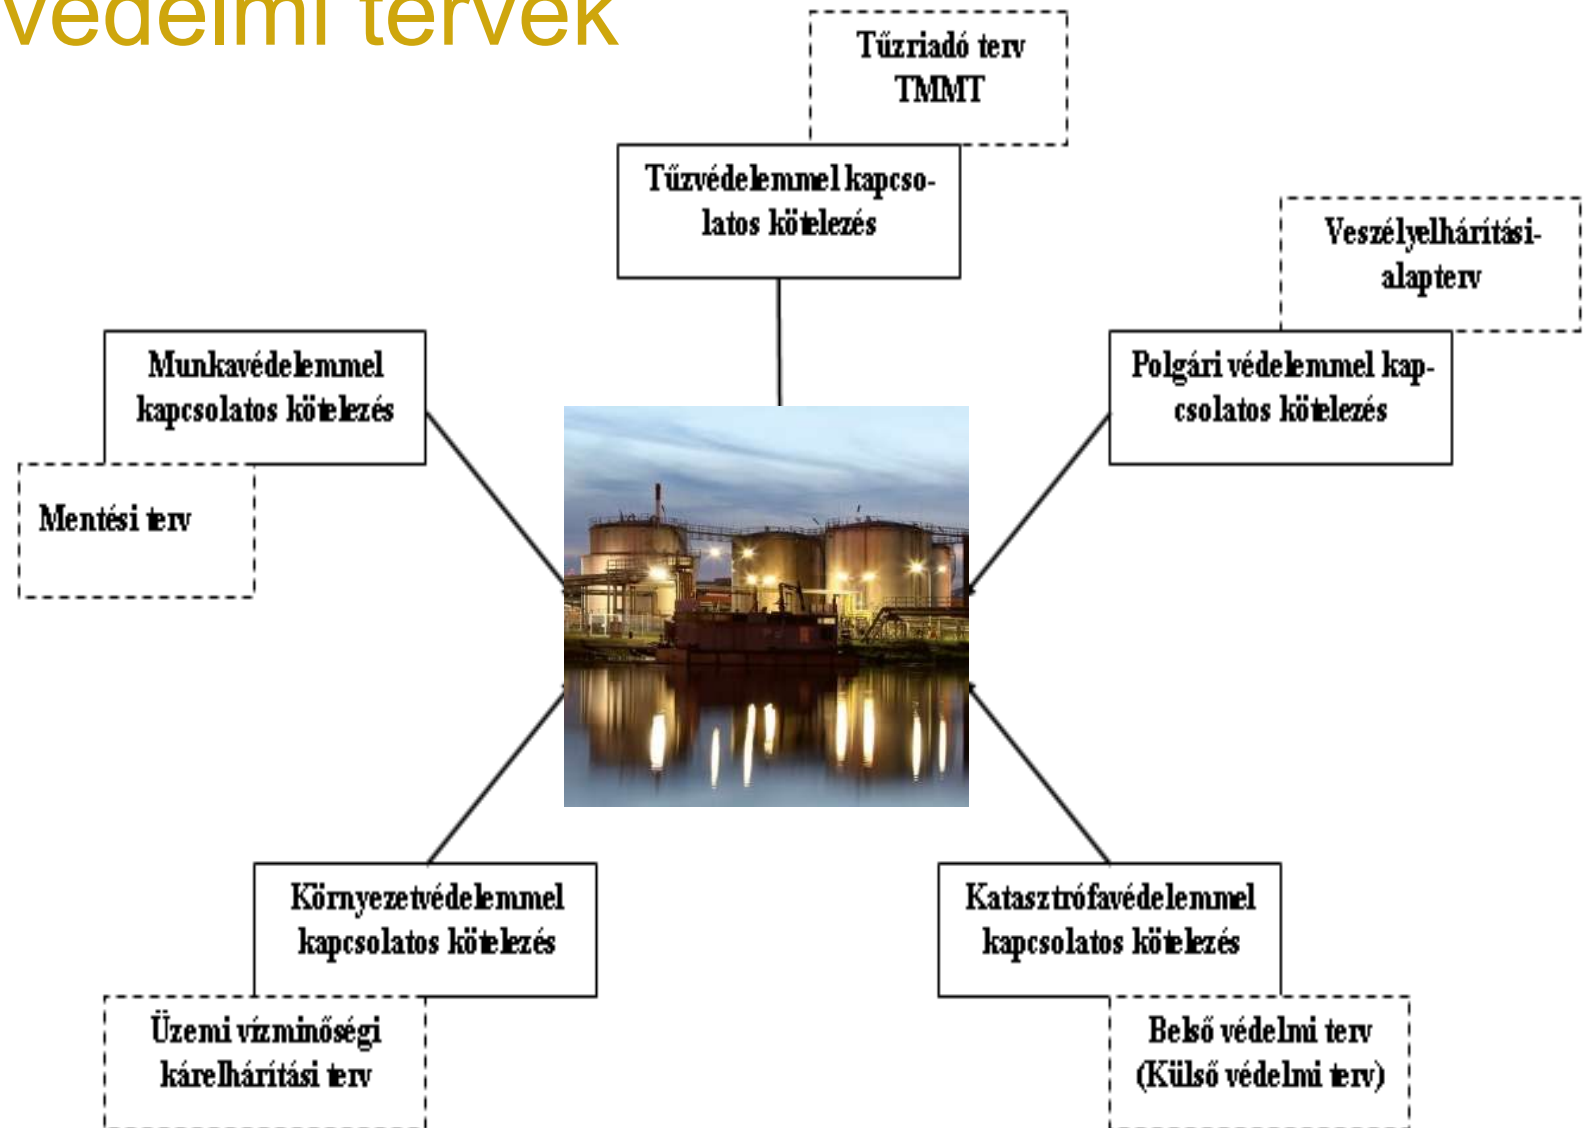 védelmi tervek
Tűzriadó terv
TMMT
Tűzvédelemmel kapcso-
latos kötelezés
Veszélyelhárítási-
alapterv
Polgári védelemmel kap-
csolatos kötelezés
Munkavédelemmel
kapcsolatos kötelezés
Mentési terv
Környezetvédelemmel
kapcsolatos kötelezés
Üzemi vízminőségi
kárelhárítási terv
Katasztrófavédelemmel
kapcsolatos kötelezés
Belső védelmi terv
(Külső védelmi terv)